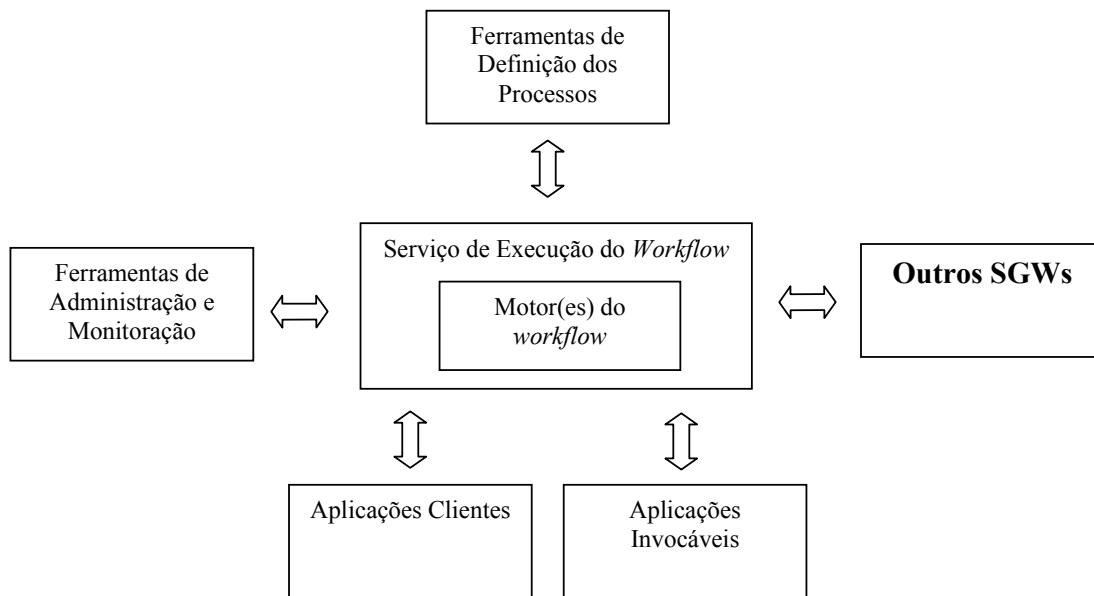 Ferramentas de
Definição dos
Processos
Serviço de Execução do Workflow
Motor(es) do
workflow
Ferramentas de
Administração e
Monitoração
Outros SGWs
Aplicações Clientes
Aplicações
Invocáveis